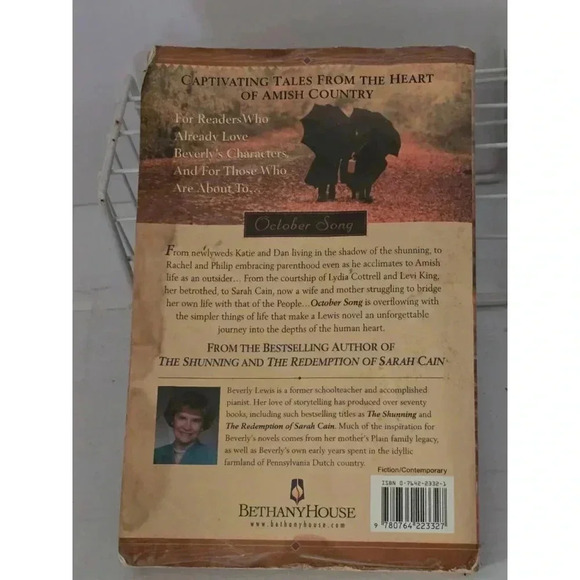 CAPTIVATING TALES FROM THE HEART
OF AMISH COUNTRY
For Readers Who
Already Love
Beverly's Characters,
And For Those Who
Are About To...
October Song
From newlyweds Katie and Dan living in the shadow of the shunning, to
Rachel and Philip embracing parenthood even as he acclimates to Amish
life as an outsider... From the courtship of Lydia Cottrell and Levi King,
her betrothed, to Sarah Cain, now a wife and mother struggling to bridge
her own life with that of the People... October Song is overflowing with
the simpler things of life that make a Lewis novel an unforgettable
journey into the depths of the human heart.
FROM THE BESTSELLING AUTHOR OF
THE SHUNNING AND THE REDEMPTION OF SARAH CAIN
Beverly Lewis is a former schoolteacher and accomplished
pianist. Her love of storytelling has produced over seventy
books, including such bestselling titles as The Shunning and
The Redemption of Sarah Cain. Much of the inspiration for
Beverly's novels comes from her mother's Plain family legacy,
as well as Beverly's own early years spent in the idyllic
farmland of Pennsylvania Dutch country.
Fiction/Contemporary
ISBN 0-7642-2332-1
9 780764 223327
BETHANYHOUSE
www.bethanyhouse.com